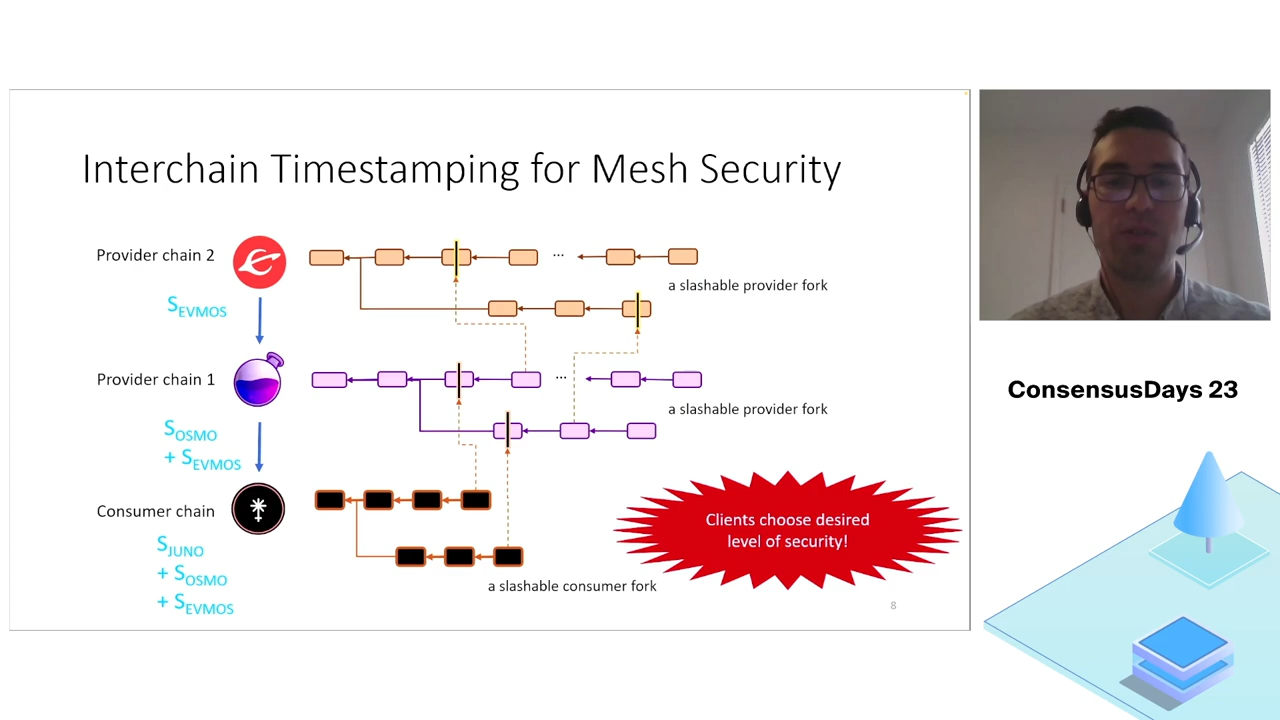 Interchain Timestamping for Mesh Security
Provider chain 2
S_EVMOS
...
a slashable provider fork
Provider chain 1
S_OSMO
+ S_EVMOS
...
a slashable provider fork
Consumer chain
S_JUNO
+ S_OSMO
+ S_EVMOS
a slashable consumer fork
Clients choose desired
level of security!
8
ConsensusDays 23